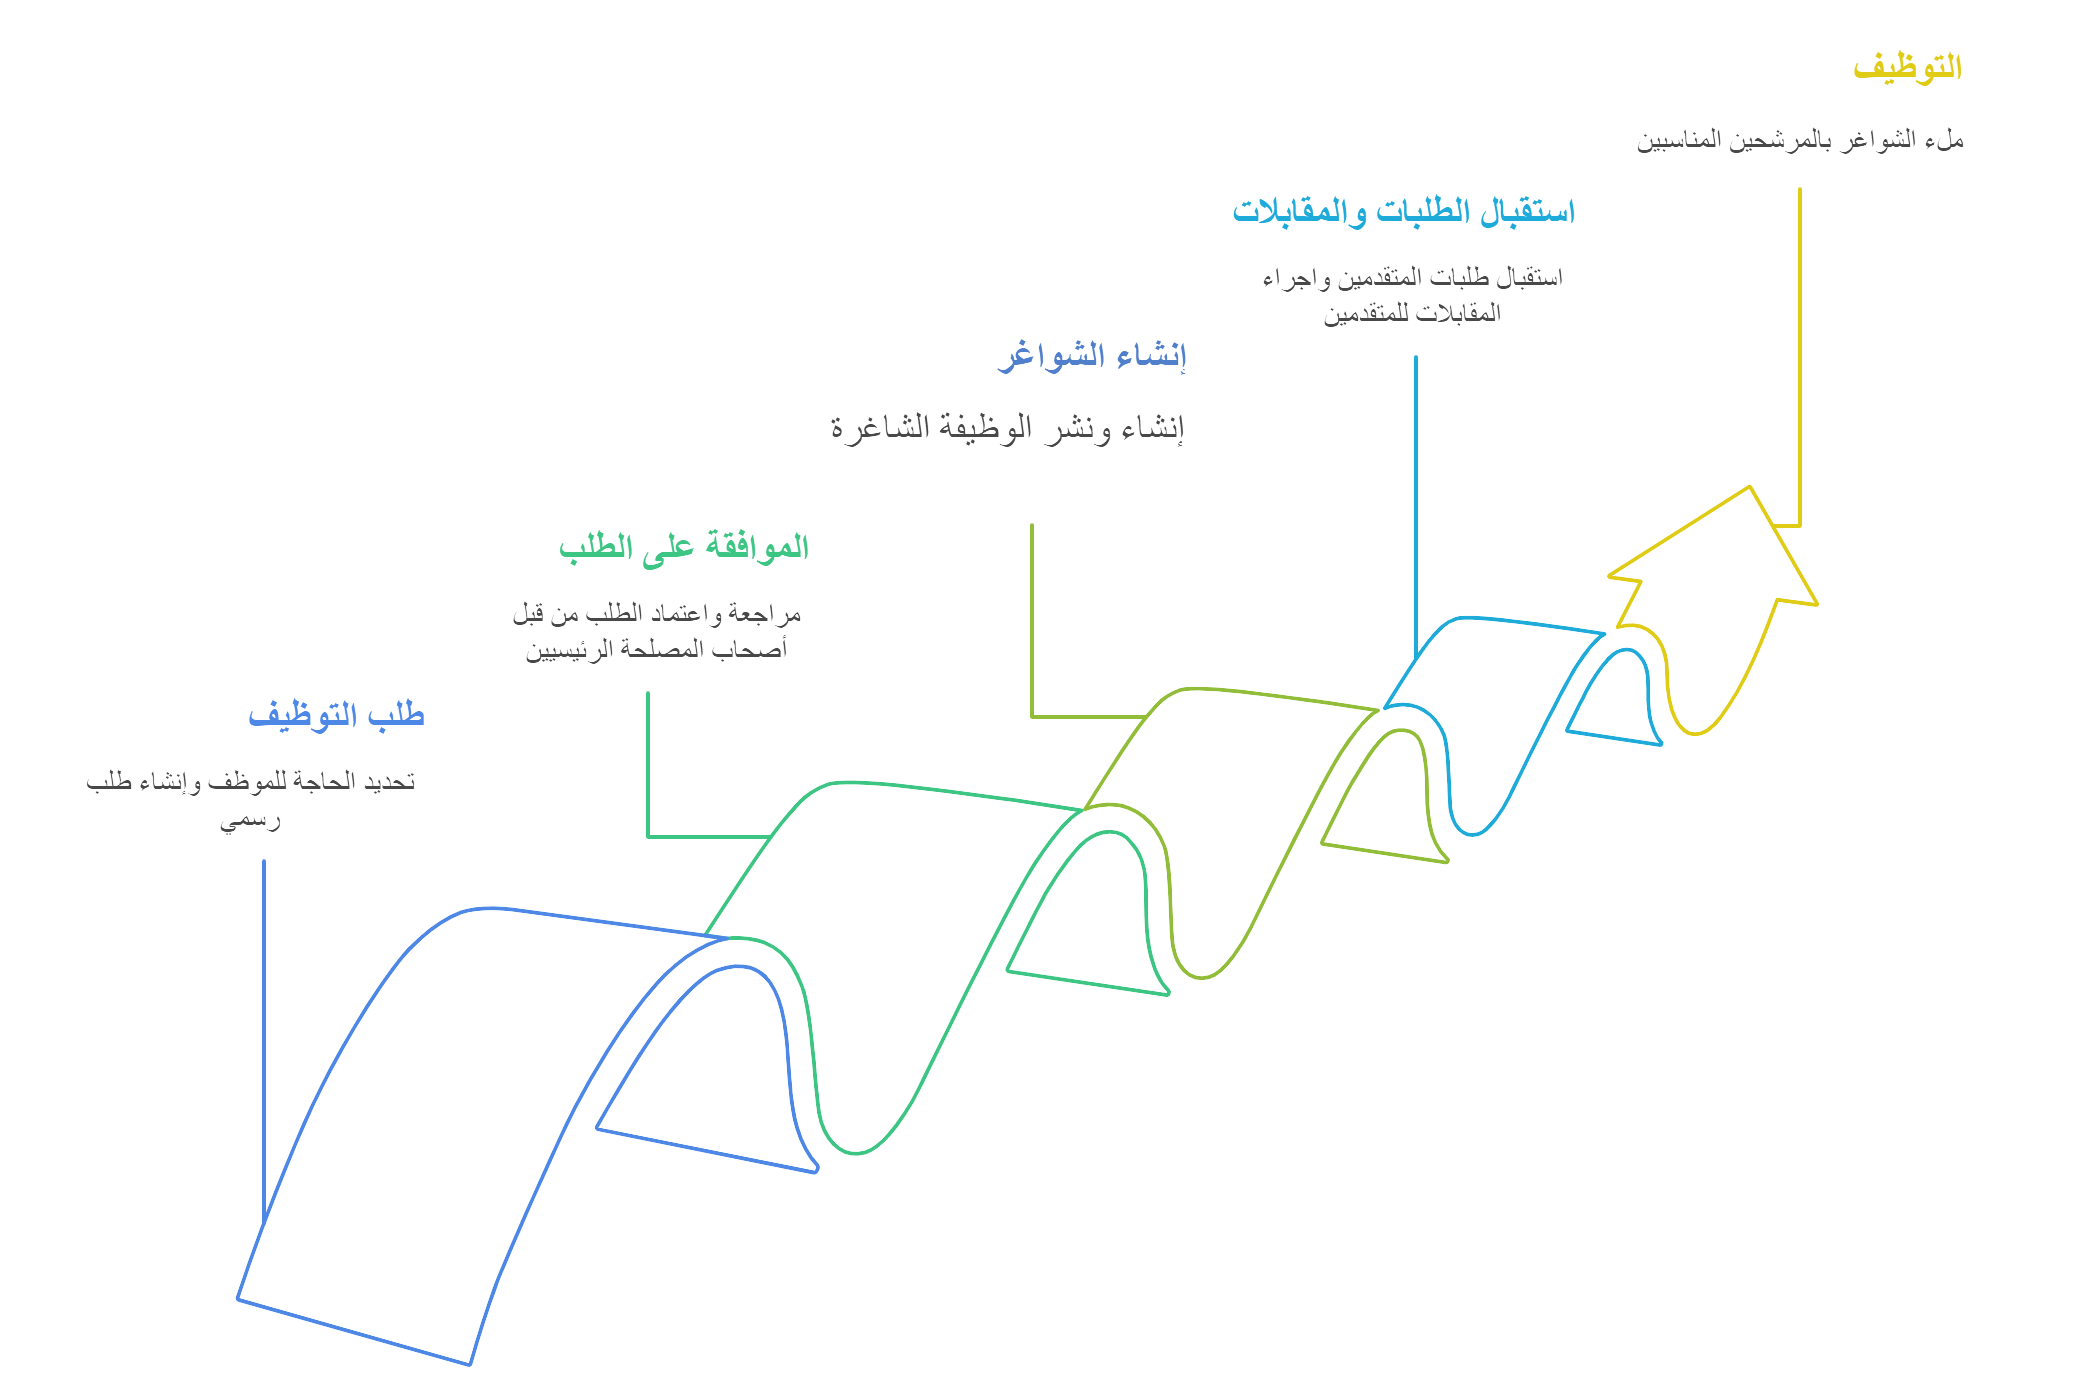 التوظيف
ملء الشواغر بالمرشحين المناسبين
استقبال الطلبات والمقابلات
استقبال طلبات المتقدمين واجراء
المقابلات للمتقدمين
إنشاء الشواغر
إنشاء ونشر الوظيفة الشاغرة
الموافقة على الطلب
مراجعة واعتماد الطلب من قبل
أصحاب المصلحة الرئيسيين
طلب التوظيف
تحديد الحاجة للموظف وإنشاء طلب
رسمي